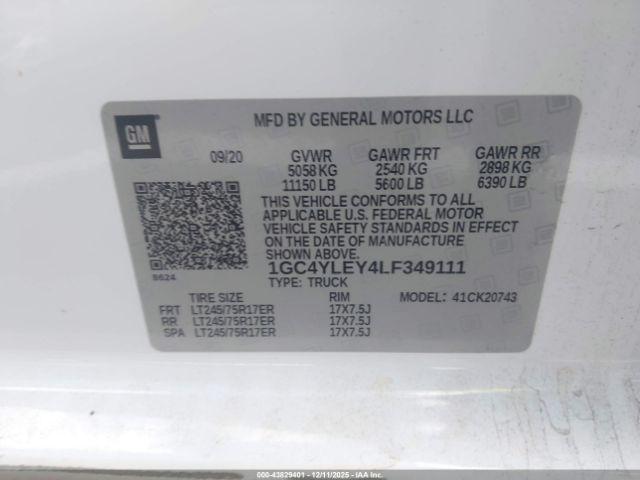 GM
MFD BY GENERAL MOTORS LLC
09/20 GVWR GAWR FRT GAWR RR
5058 KG 2540 KG 2898 KG
11150 LB 5600 LB 6390 LB
THIS VEHICLE CONFORMS TO ALL
APPLICABLE U.S. FEDERAL MOTOR
VEHICLE SAFETY STANDARDS IN EFFECT
ON THE DATE OF MANUFACTURE
SHOWN ABOVE.
8624 1GC4YLEY4LF349111
TYPE: TRUCK
TIRE SIZE RIM MODEL: 41CK20743
FRT LT245/75R17ER 17X7.5J
RR LT245/75R17ER 17X7.5J
SPA LT245/75R17ER 17X7.5J
000-43829401 - 12/11/2025 - IAA, Inc.